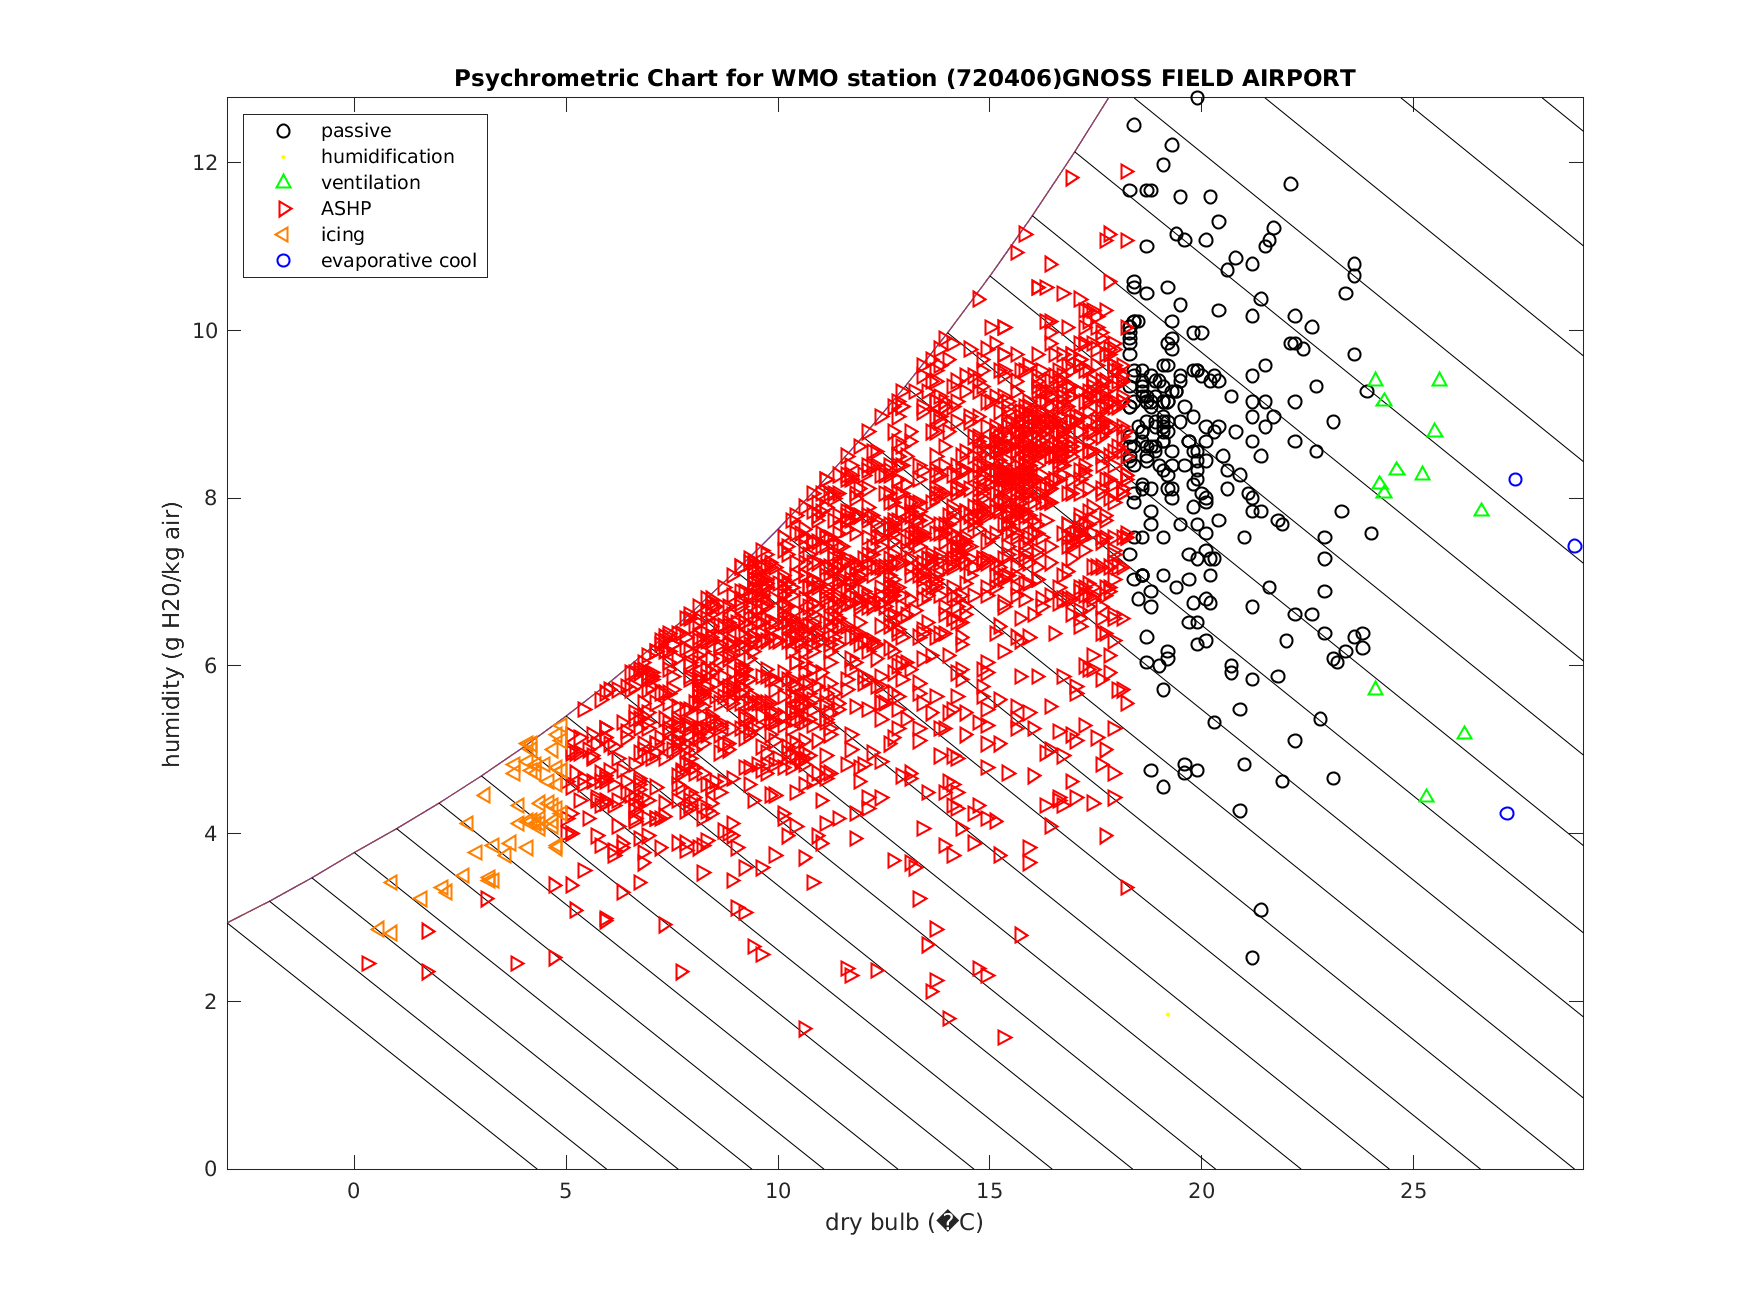 Psychrometric Chart for WMO station (720406)GNOSS FIELD AIRPORT
passive
humidification
ventilation
ASHP
icing
evaporative cool
humidity (g H20/kg air)
12
10
8
6
4
2
0
0 5 10 15 20 25
dry bulb (�C)